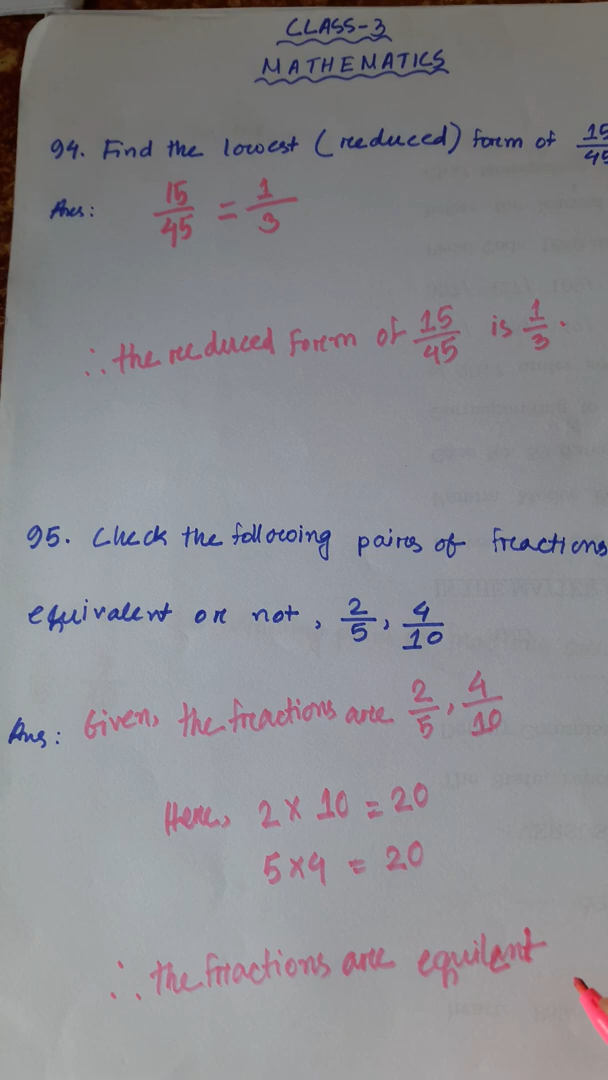 CLASS-3
MATHEMATICS
94. Find the lowest (reduced) form of 15/45
Ans: 15/45 = 1/3
∴ the reduced form of 15/45 is 1/3.
95. Check the following pairs of fractions
equivalent or not, 2/5, 4/10
Ans: Given, the fractions are 2/5, 4/10
Here, 2 × 10 = 20
5 × 4 = 20
∴ the fractions are equilent